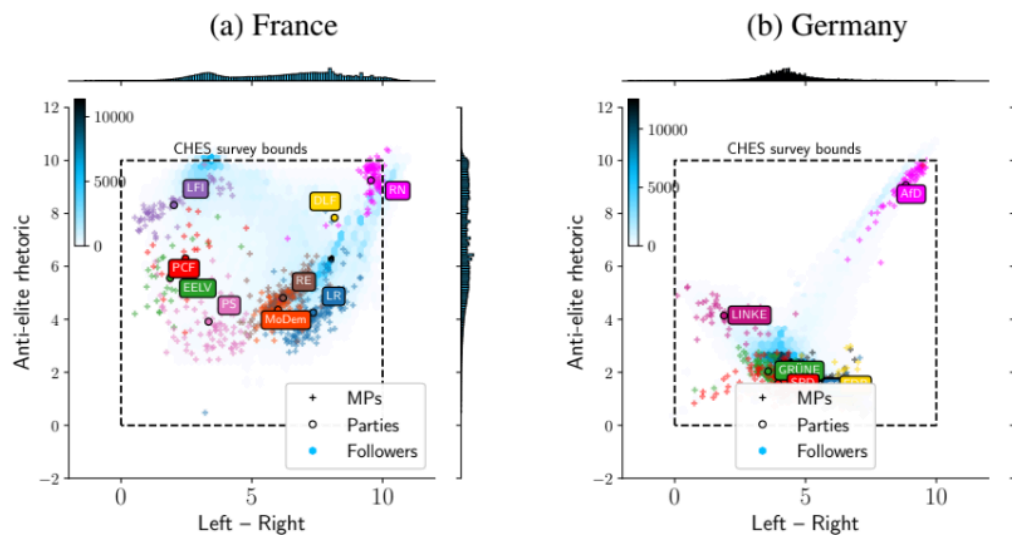 (a) France
(b) Germany
12
10
8
6
4
2
0
−2
Anti-elite rhetoric
10000
5000
0
CHES survey bounds
LFI
DLF
RN
PCF
EELV
PS
RE
LR
MoDem
MPs
Parties
Followers
0
5
10
Left – Right
12
10
8
6
4
2
0
−2
Anti-elite rhetoric
10000
5000
0
CHES survey bounds
AfD
LINKE
GRÜNE
MPs
Parties
Followers
0
5
10
Left – Right